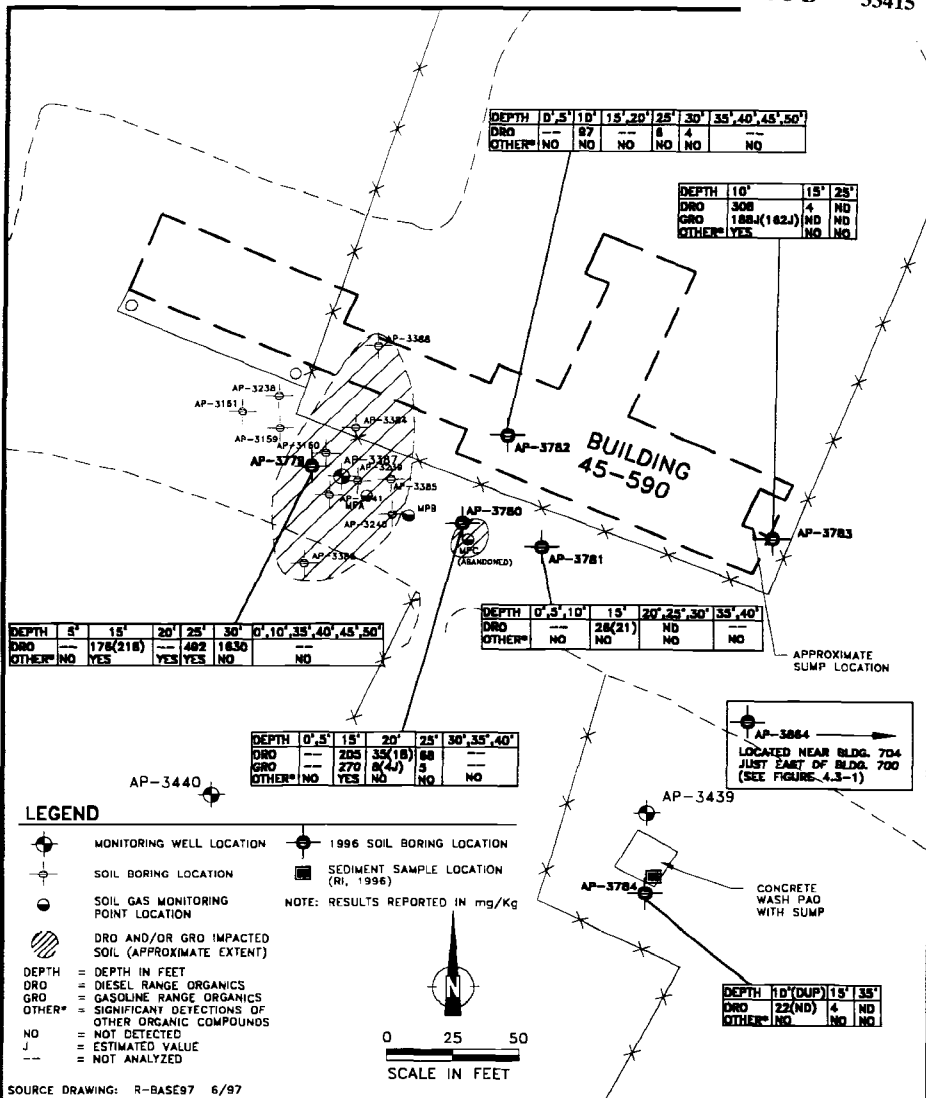 33415
DEPTH 0',5' 10' 15',20' 25' 30' 35',40',45',50'
DRO -- 97 -- 6 4 --
OTHER* NO NO NO NO NO NO
DEPTH 10' 15' 25'
DRO 308 4 ND
GRO 188J(182J) ND ND
OTHER* YES NO NO
AP-3388
AP-3238
AP-3151
AP-3384
AP-3159
AP-3160
AP-3779
AP-3387
AP-3239
AP-3385
AP-3241
MPA
MPB
AP-3240
AP-3386
AP-3782
BUILDING
45-590
AP-3780
MPC
(ABANDONED)
AP-3781
AP-3783
DEPTH 5' 15' 20' 25' 30' 0',10',35',40',45',50'
DRO -- 176(216) -- 492 1630 --
OTHER* NO YES YES YES NO NO
DEPTH 0',5',10' 15' 20',25',30' 35',40'
DRO -- 26(21) ND --
OTHER* NO NO NO NO
APPROXIMATE
SUMP LOCATION
DEPTH 0',5' 15' 20' 25' 30',35',40'
DRO -- 205 35(18) 68 --
GRO -- 270 8(4J) 5 --
OTHER* NO YES NO NO NO
AP-3864
LOCATED NEAR BLDG. 704
JUST EAST OF BLDG. 700
(SEE FIGURE 4.3-1)
AP-3440
AP-3439
AP-3784
CONCRETE
WASH PAD
WITH SUMP
DEPTH 10'(DUP) 15' 35'
DRO 22(ND) 4 ND
OTHER* NO NO NO
LEGEND
MONITORING WELL LOCATION
1996 SOIL BORING LOCATION
SOIL BORING LOCATION
SEDIMENT SAMPLE LOCATION
(RI, 1996)
SOIL GAS MONITORING
POINT LOCATION
NOTE: RESULTS REPORTED IN mg/Kg
DRO AND/OR GRO IMPACTED
SOIL (APPROXIMATE EXTENT)
DEPTH = DEPTH IN FEET
DRO = DIESEL RANGE ORGANICS
GRO = GASOLINE RANGE ORGANICS
OTHER* = SIGNIFICANT DETECTIONS OF
OTHER ORGANIC COMPOUNDS
ND = NOT DETECTED
J = ESTIMATED VALUE
-- = NOT ANALYZED
N
0 25 50
SCALE IN FEET
SOURCE DRAWING: R-BASE97 6/97